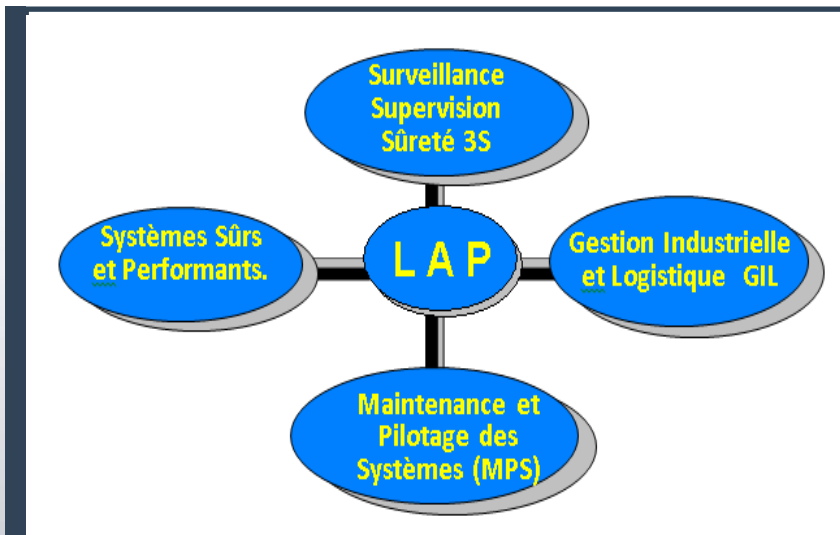 Surveillance
Supervision
Sûreté 3S
Systèmes Sûrs
et Performants.
L A P
Gestion Industrielle
et Logistique GIL
Maintenance et
Pilotage des
Systèmes (MPS)